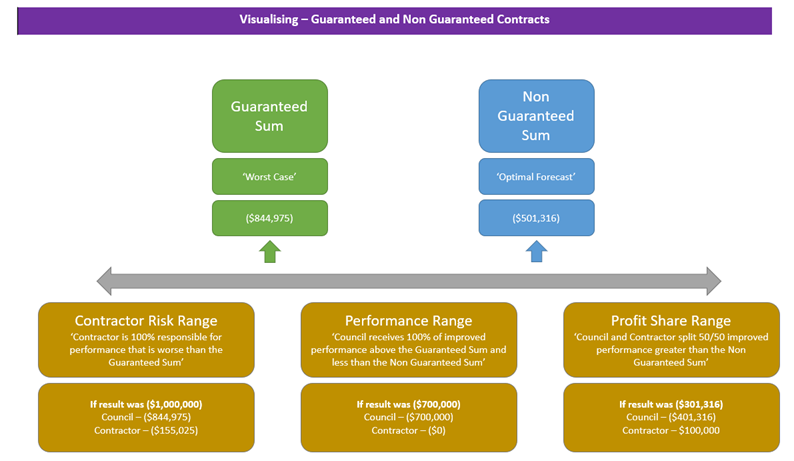 Visualising – Guaranteed and Non Guaranteed Contracts
Guaranteed
Sum
'Worst Case'
($844,975)
Non
Guaranteed
Sum
'Optimal Forecast'
($501,316)
Contractor Risk Range
'Contractor is 100% responsible for
performance that is worse than the
Guaranteed Sum'
If result was ($1,000,000)
Council – ($844,975)
Contractor – ($155,025)
Performance Range
'Council receives 100% of improved
performance above the Guaranteed Sum and
less than the Non Guaranteed Sum'
If result was ($700,000)
Council – ($700,000)
Contractor – ($0)
Profit Share Range
'Council and Contractor split 50/50 improved
performance greater than the Non
Guaranteed Sum'
If result was ($301,316)
Council – ($401,316)
Contractor – $100,000